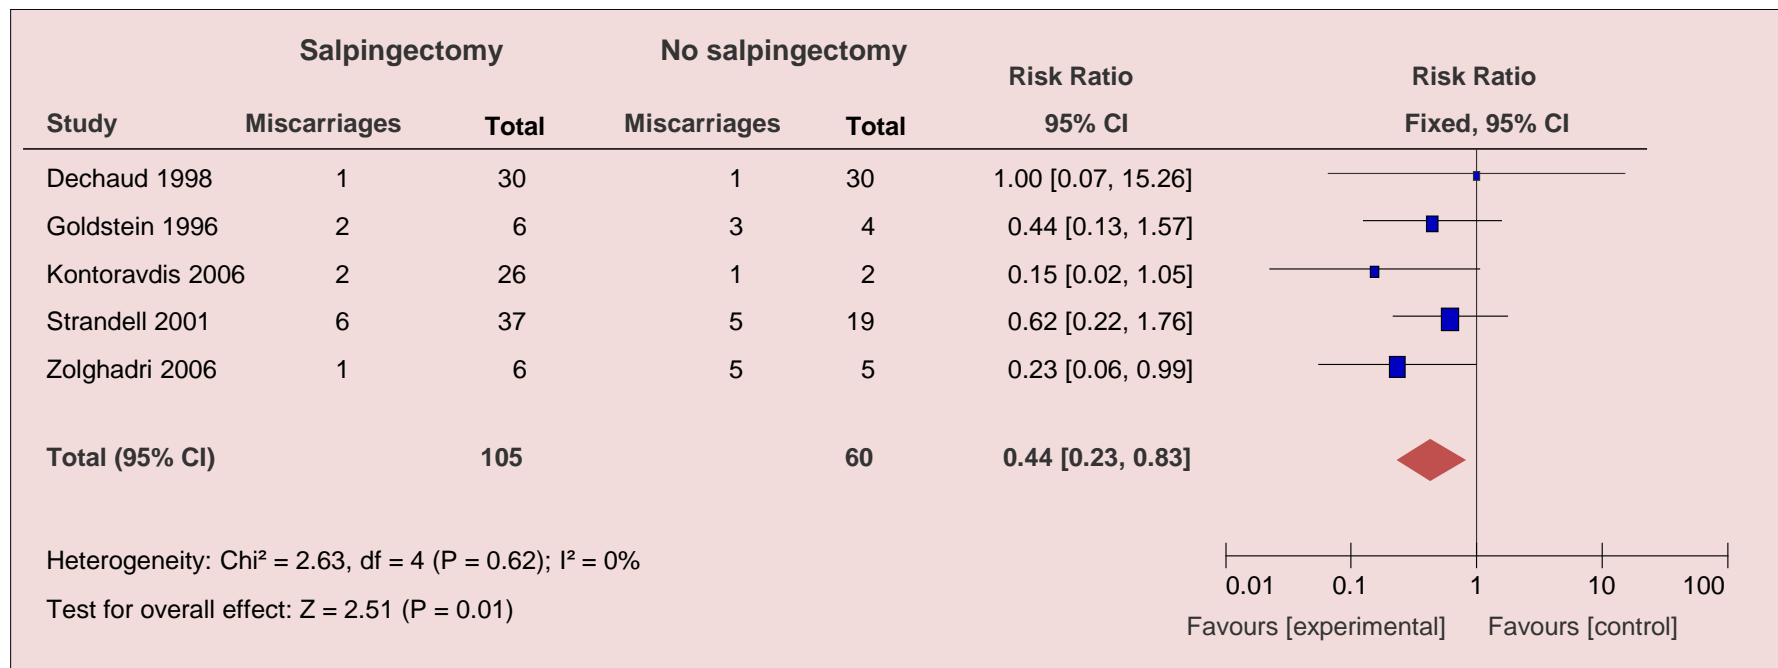 Salpingectomy No salpingectomy
Risk Ratio Risk Ratio
Study Miscarriages Total Miscarriages Total 95% CI Fixed, 95% CI
Dechaud 1998 1 30 1 30 1.00 [0.07, 15.26]
Goldstein 1996 2 6 3 4 0.44 [0.13, 1.57]
Kontoravdis 2006 2 26 1 2 0.15 [0.02, 1.05]
Strandell 2001 6 37 5 19 0.62 [0.22, 1.76]
Zolghadri 2006 1 6 5 5 0.23 [0.06, 0.99]
Total (95% CI) 105 60 0.44 [0.23, 0.83]
Heterogeneity: Chi² = 2.63, df = 4 (P = 0.62); I² = 0%
0.01 0.1 1 10 100
Test for overall effect: Z = 2.51 (P = 0.01)
Favours [experimental] Favours [control]